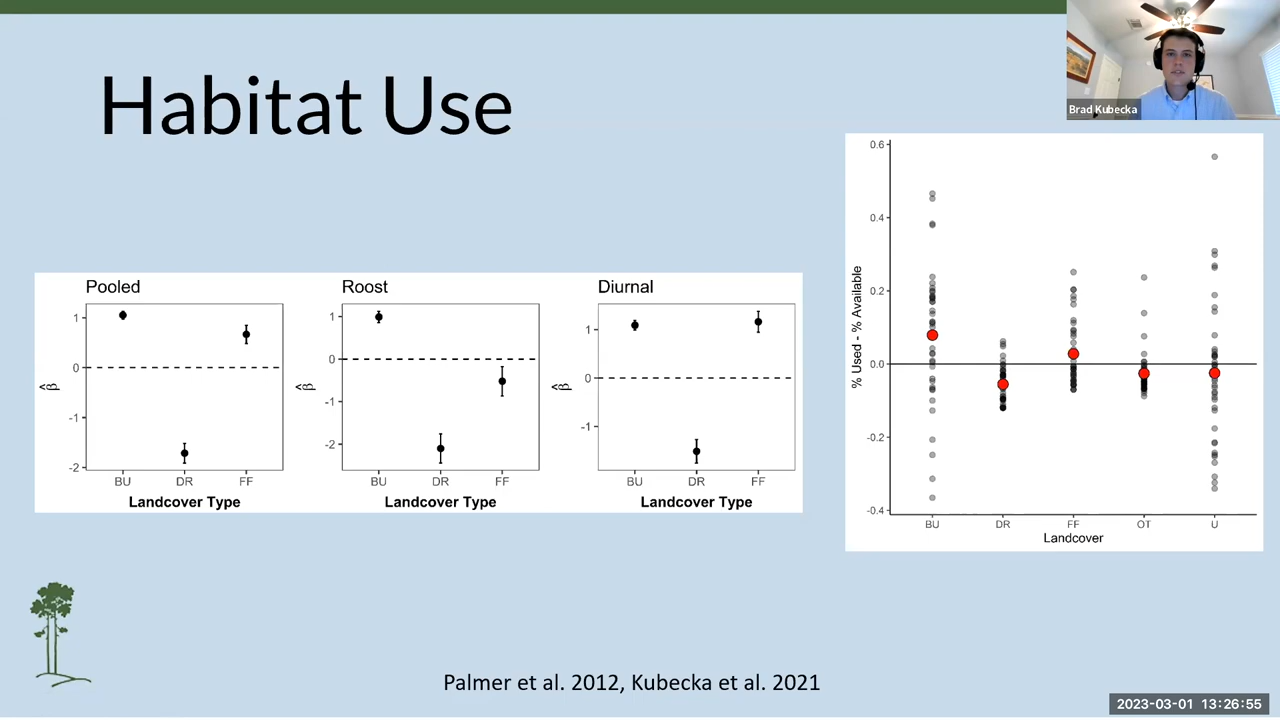 Habitat Use
Brad Kubecka
Pooled
1
0
-1
-2
β̂
BU DR FF
Landcover Type
Roost
1
0
-1
-2
β̂
BU DR FF
Landcover Type
Diurnal
1
0
-1
β̂
BU DR FF
Landcover Type
0.6
0.4
0.2
0.0
-0.2
-0.4
% Used - % Available
BU DR FF OT U
Landcover
Palmer et al. 2012, Kubecka et al. 2021
2023-03-01 13:26:55